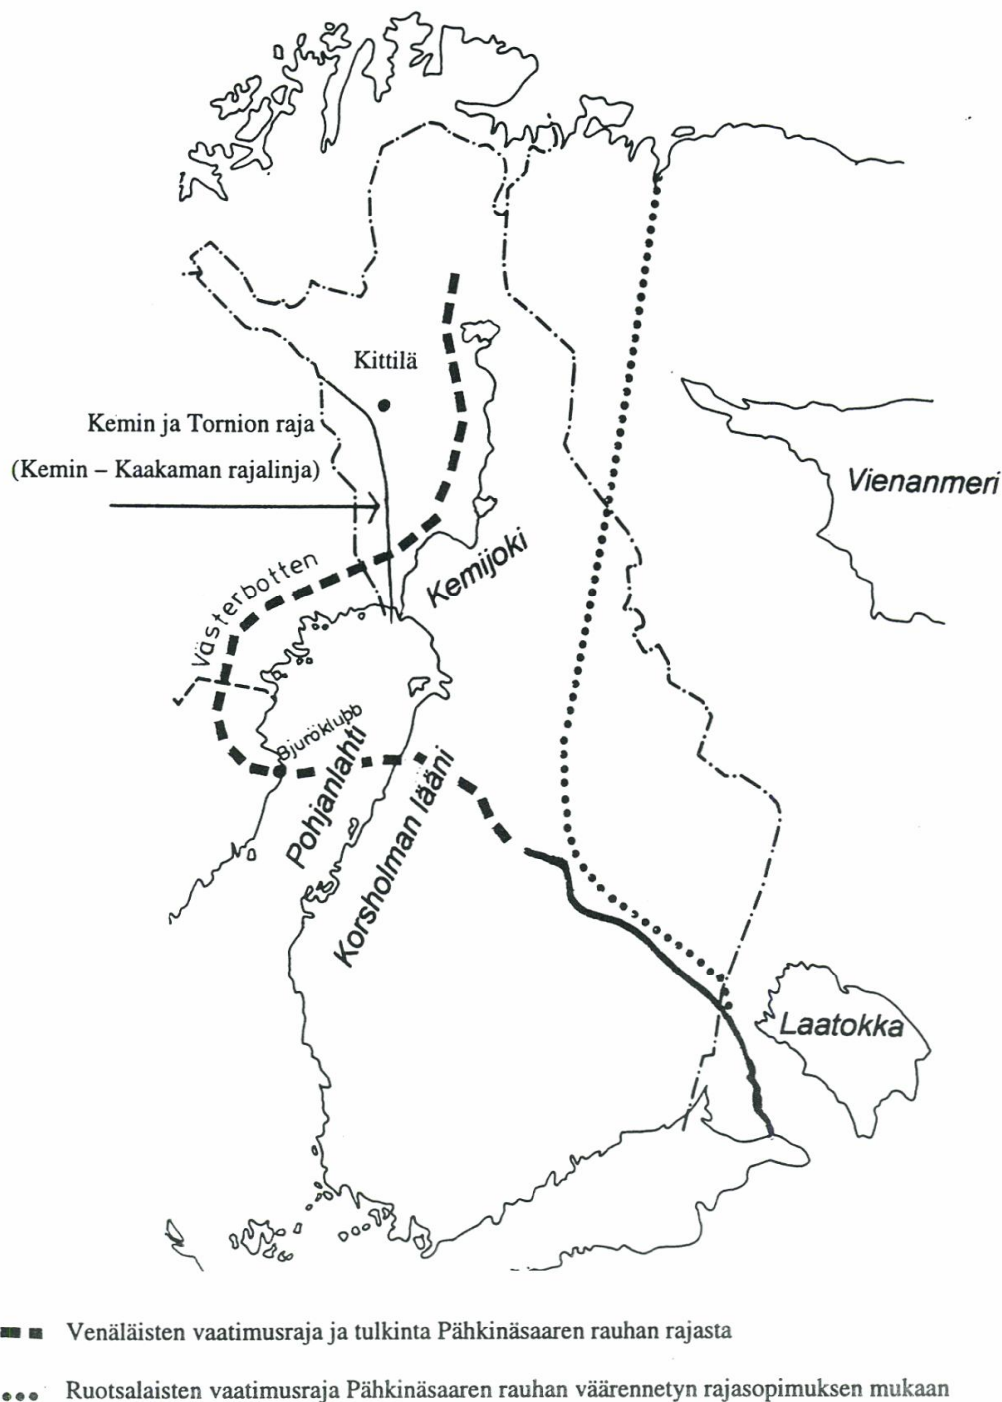 Kittilä
Kemin ja Tornion raja
(Kemin – Kaakaman rajalinja)
Vienanmeri
Kemijoki
Västerbotten
Bjuröklubb
Pohjanlahti
Korsholman lääni
Laatokka
Venäläisten vaatimusraja ja tulkinta Pähkinäsaaren rauhan rajasta
Ruotsalaisten vaatimusraja Pähkinäsaaren rauhan väärennetyn rajasopimuksen mukaan